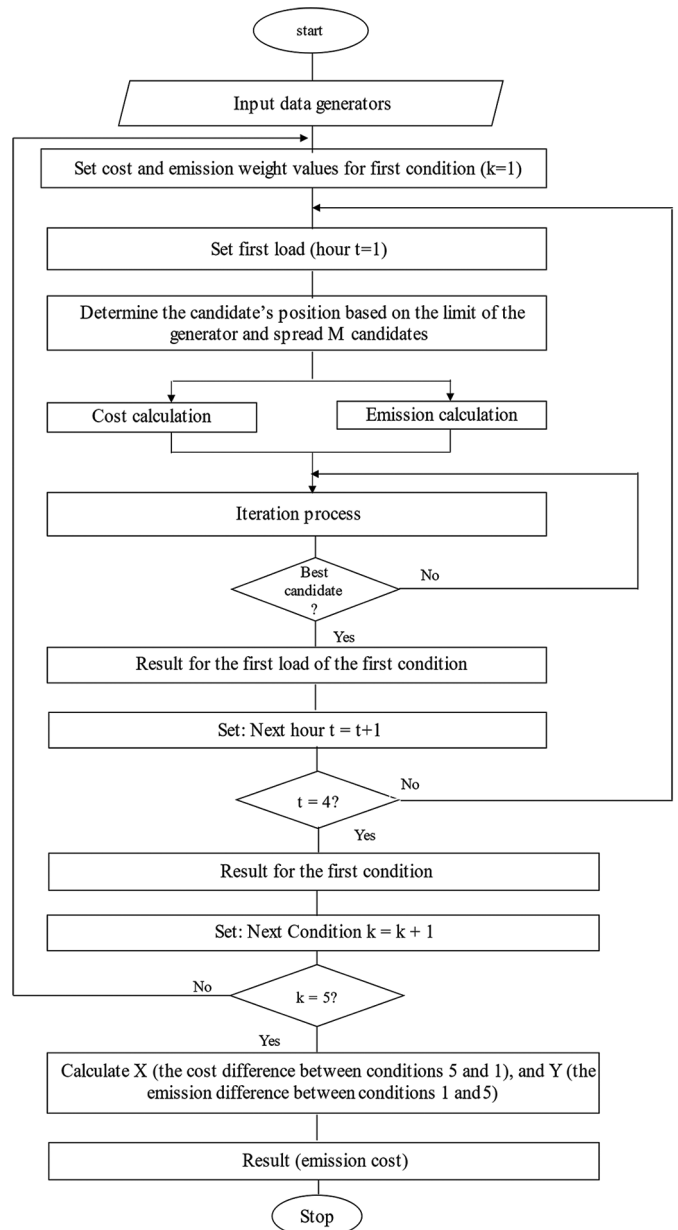 start
Input data generators
Set cost and emission weight values for first condition (k=1)
Set first load (hour t=1)
Determine the candidate's position based on the limit of the
generator and spread M candidates
Cost calculation
Emission calculation
Iteration process
Best
candidate
?
No
Yes
Result for the first load of the first condition
Set: Next hour t = t+1
t = 4?
No
Yes
Result for the first condition
Set: Next Condition k = k + 1
k = 5?
No
Yes
Calculate X (the cost difference between conditions 5 and 1), and Y (the
emission difference between conditions 1 and 5)
Result (emission cost)
Stop